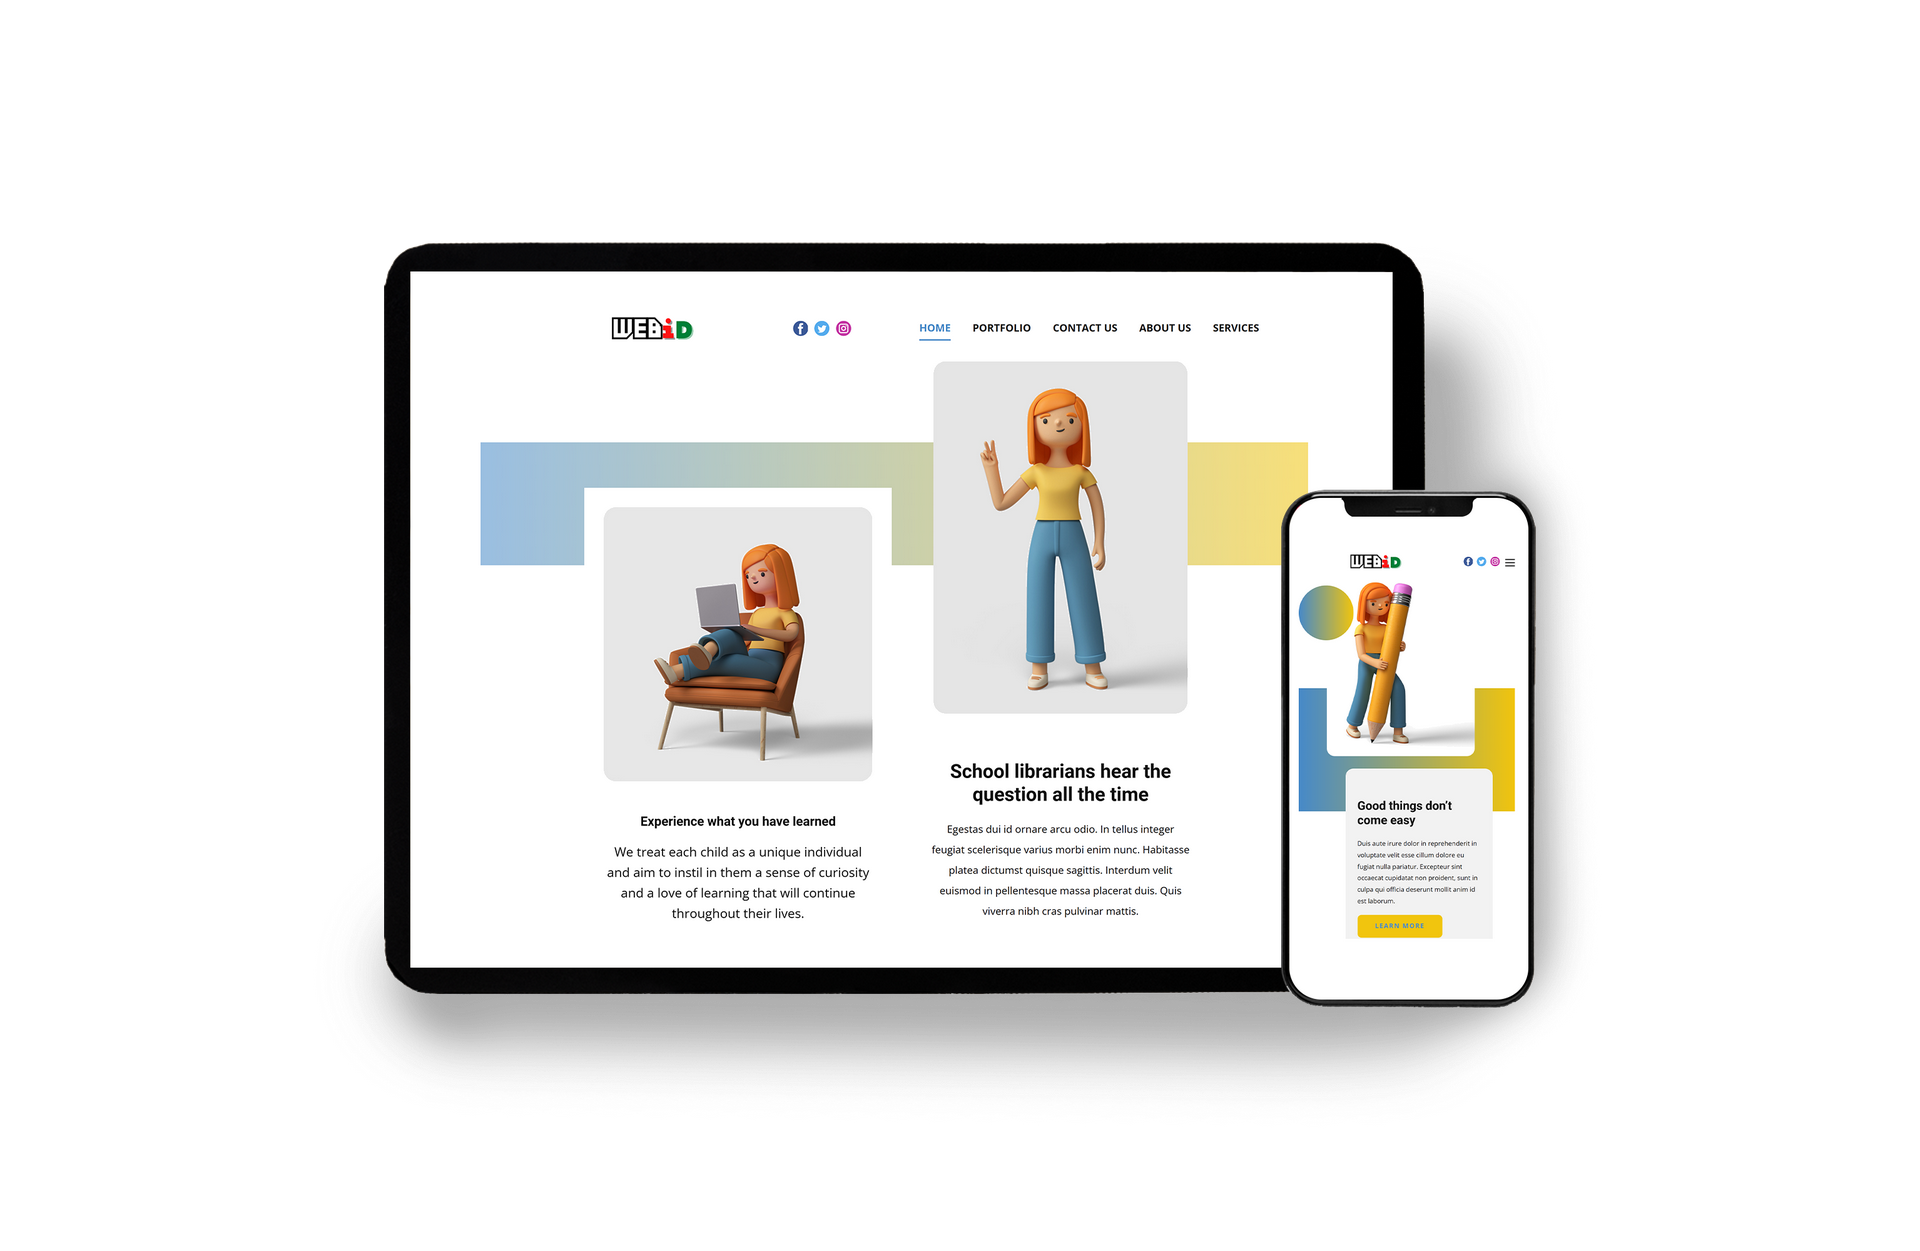 WEBiD
HOME PORTFOLIO CONTACT US ABOUT US SERVICES
Experience what you have learned
We treat each child as a unique individual
and aim to instil in them a sense of curiosity
and a love of learning that will continue
throughout their lives.
School librarians hear the
question all the time
Egestas dui id ornare arcu odio. In tellus integer
feugiat scelerisque varius morbi enim nunc. Habitasse
platea dictumst quisque sagittis. Interdum velit
euismod in pellentesque massa placerat duis. Quis
viverra nibh cras pulvinar mattis.
WEBiD
Good things don’t
come easy
Duis aute irure dolor in reprehenderit in
voluptate velit esse cillum dolore eu
fugiat nulla pariatur. Excepteur sint
occaecat cupidatat non proident, sunt in
culpa qui officia deserunt mollit anim id
est laborum.
LEARN MORE